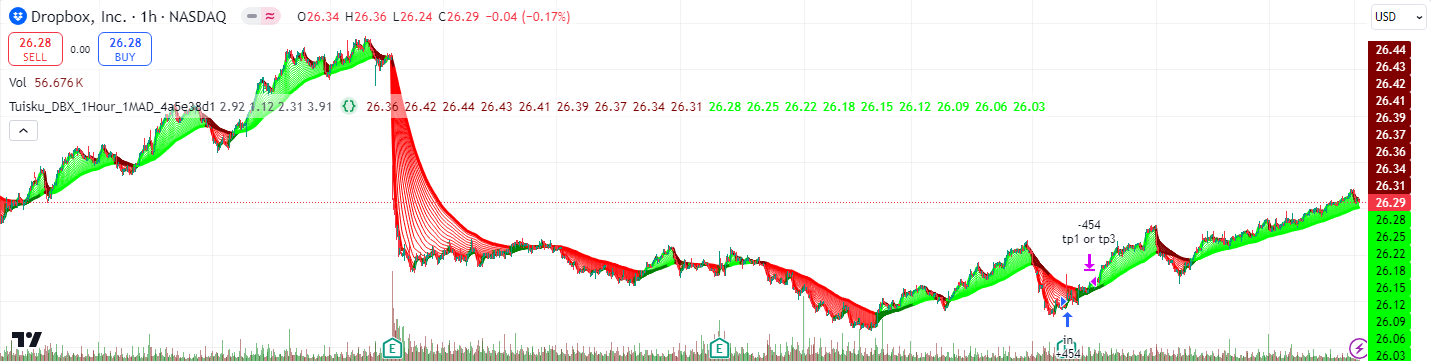 Dropbox, Inc. · 1h · NASDAQ O26.34 H26.36 L26.24 C26.29 −0.04 (−0.17%)
USD
26.28 SELL 0.00 26.28 BUY
Vol 56.676K
Tuisku_DBX_1Hour_1MAD_4a5e38d1 2.92 1.12 2.31 3.91 {} 26.36 26.42 26.44 26.43 26.41 26.39 26.37 26.34 26.31 26.28 26.25 26.22 26.18 26.15 26.12 26.09 26.06 26.03
-454
tp1 or tp3
in
+454
E
E
26.44
26.43
26.42
26.41
26.39
26.37
26.36
26.34
26.31
26.29
26.28
26.25
26.22
26.18
26.15
26.12
26.09
26.06
26.03